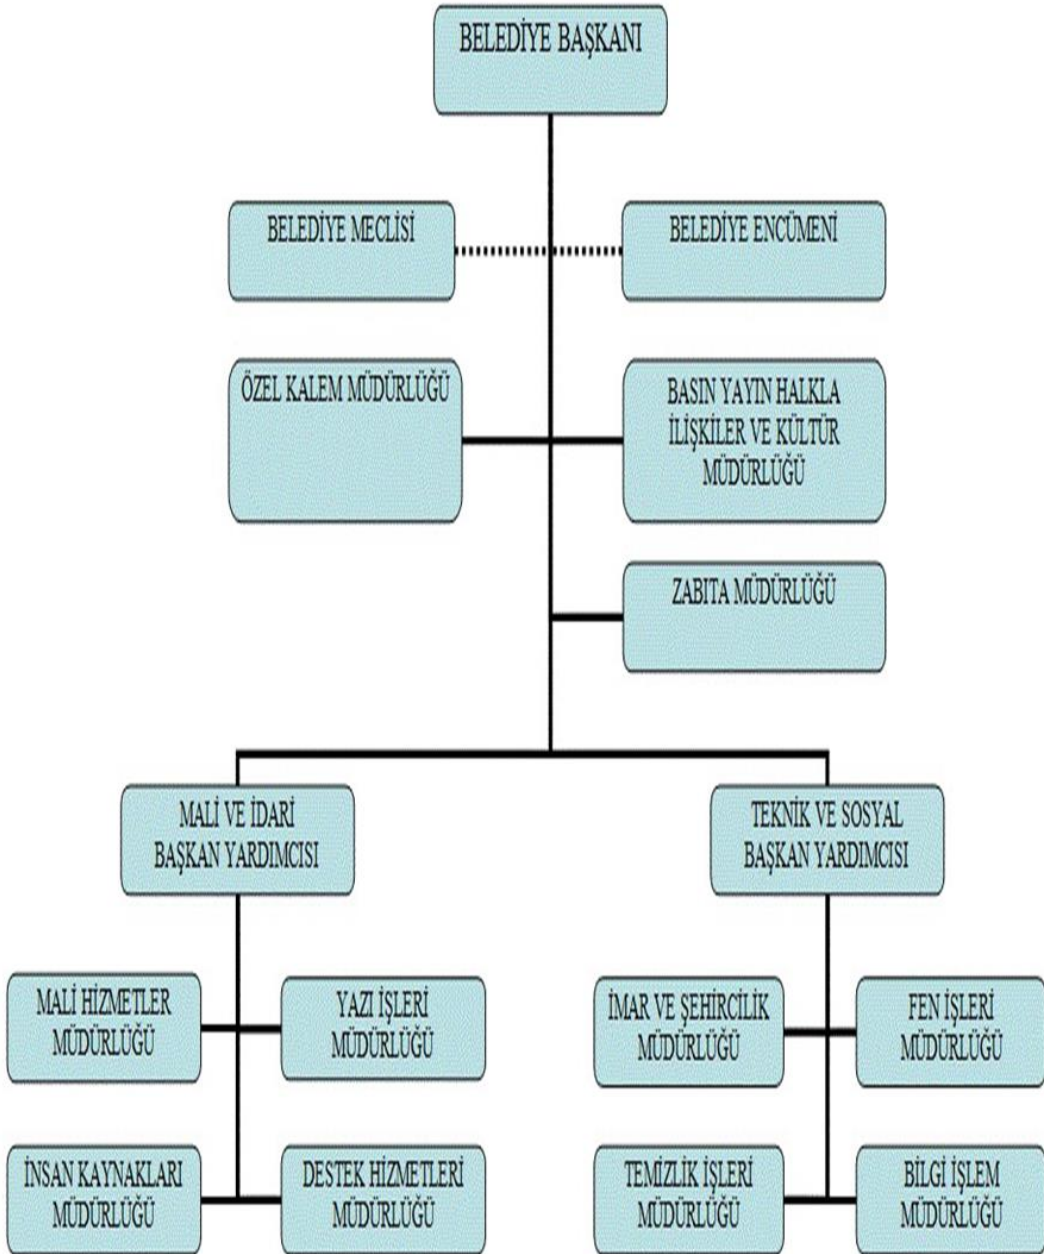 BELEDİYE BAŞKANI
BELEDİYE MECLİSİ
BELEDİYE ENCÜMENİ
ÖZEL KALEM MÜDÜRLÜĞÜ
BASIN YAYIN HALKLA
İLİŞKİLER VE KÜLTÜR
MÜDÜRLÜĞÜ
ZABITA MÜDÜRLÜĞÜ
MALİ VE İDARİ
BAŞKAN YARDIMCISI
TEKNİK VE SOSYAL
BAŞKAN YARDIMCISI
MALİ HİZMETLER
MÜDÜRLÜĞÜ
YAZI İŞLERİ
MÜDÜRLÜĞÜ
İMAR VE ŞEHİRCİLİK
MÜDÜRLÜĞÜ
FEN İŞLERİ
MÜDÜRLÜĞÜ
İNSAN KAYNAKLARI
MÜDÜRLÜĞÜ
DESTEK HİZMETLERİ
MÜDÜRLÜĞÜ
TEMİZLİK İŞLERİ
MÜDÜRLÜĞÜ
BİLGİ İŞLEM
MÜDÜRLÜĞÜ